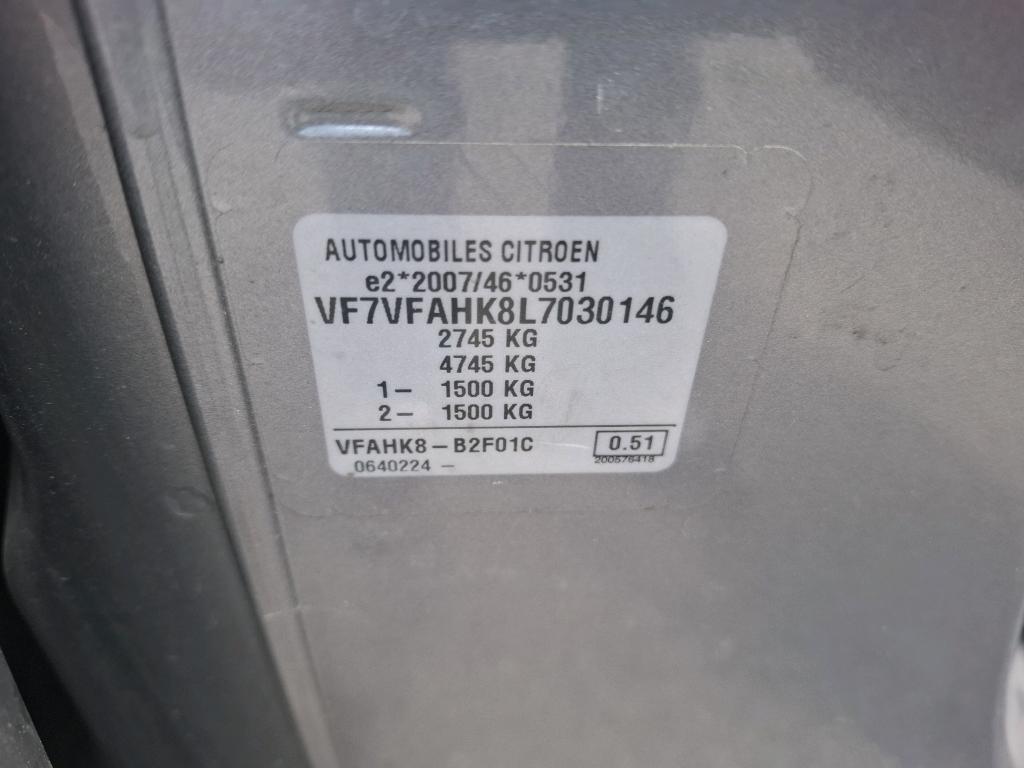 AUTOMOBILES CITROEN
e2*2007/46*0531
VF7VFAHK8L7030146
2745 KG
4745 KG
1- 1500 KG
2- 1500 KG
VFAHK8-B2F01C 0.51
0640224- 200576418